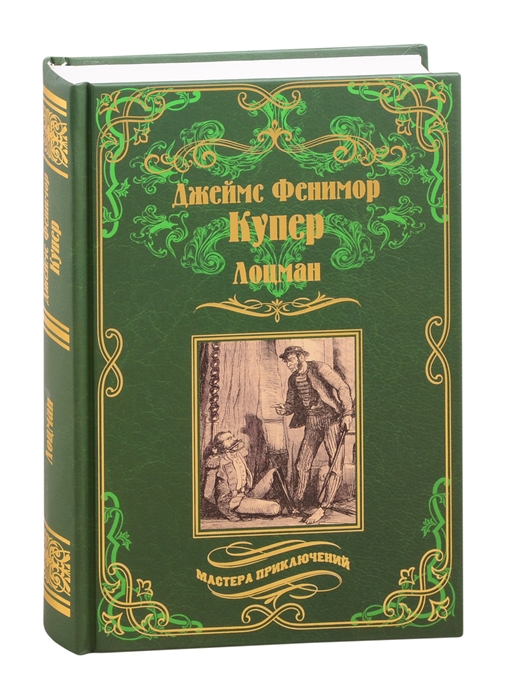 Джеймс Фенимор
Купер
Лоцман
МАСТЕРА ПРИКЛЮЧЕНИЙ
Джеймс Фенимор
Купер
Лоцман